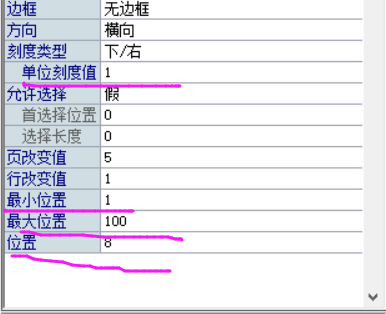 边框 无边框
方向 横向
刻度类型 下/右
单位刻度值 1
允许选择 假
首选择位置 0
选择长度 0
页改变值 5
行改变值 1
最小位置 1
最大位置 100
位置 8